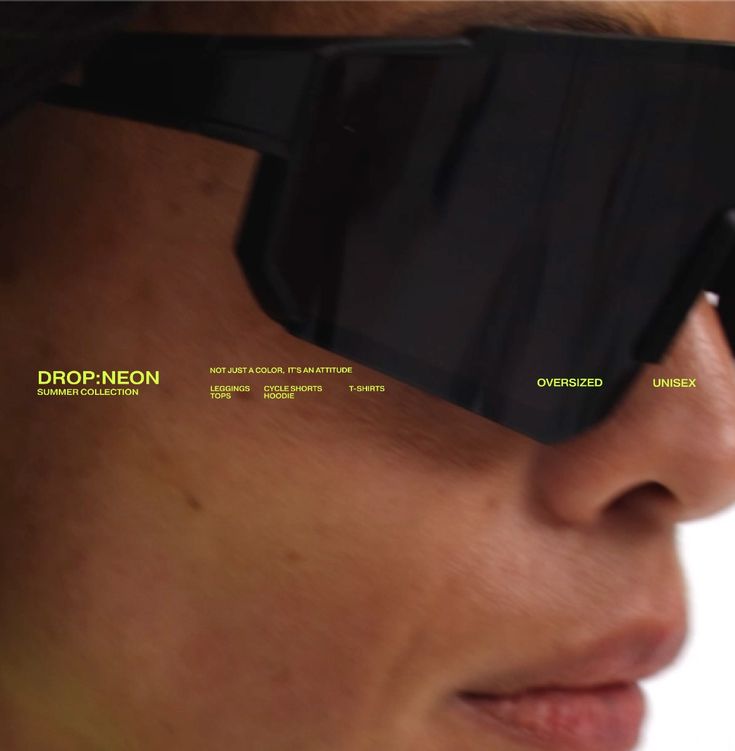 DROP:NEON
SUMMER COLLECTION
NOT JUST A COLOR, IT'S AN ATTITUDE
LEGGINGS CYCLE SHORTS T-SHIRTS
TOPS HOODIE
OVERSIZED
UNISEX